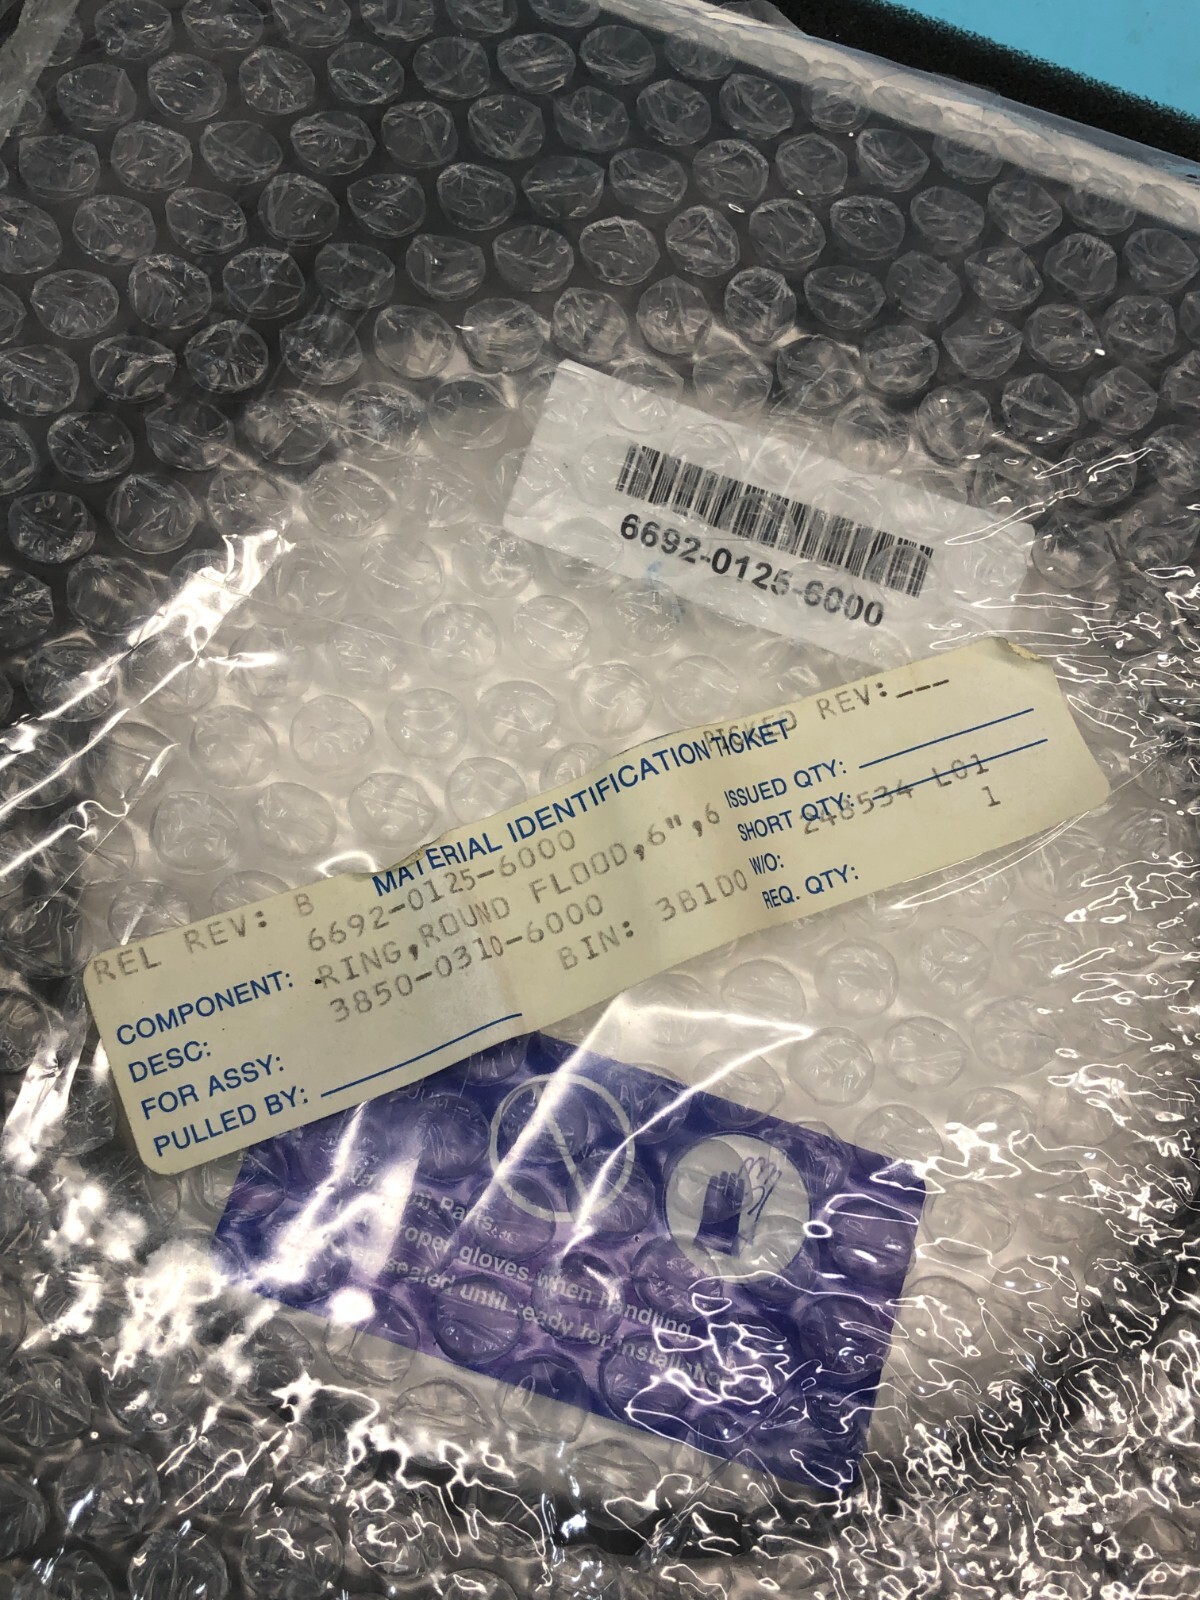 6692-0125-6000
MATERIAL IDENTIFICATION TICKET
REL REV: B
PICKED REV:---
COMPONENT: 6692-0125-6000
DESC: RING,ROUND FLOOD,6",6
FOR ASSY: 3850-0310-6000
BIN: 3B1D0
PULLED BY:
ISSUED QTY:
SHORT QTY:
W/O: 248534 L01
REQ. QTY: 1
Parts.
gloves when handling
sealed until ready for